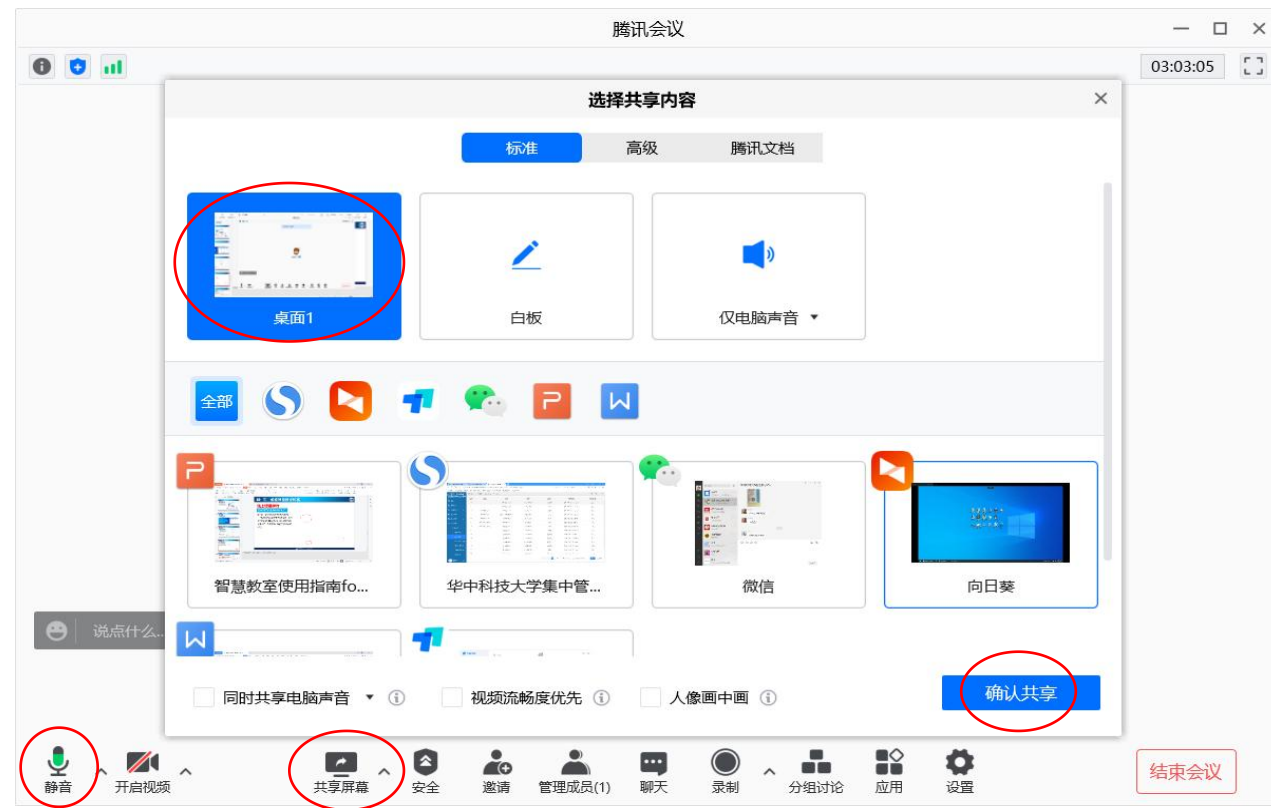 腾讯会议
03:03:05
选择共享内容
标准 高级 腾讯文档
桌面1 白板 仅电脑声音
全部
智慧教室使用指南fo... 华中科技大学集中管... 微信 向日葵
说点什么...
同时共享电脑声音 视频流畅度优先 人像画中画 确认共享
静音 开启视频 共享屏幕 安全 邀请 管理成员(1) 聊天 录制 分组讨论 应用 设置 结束会议